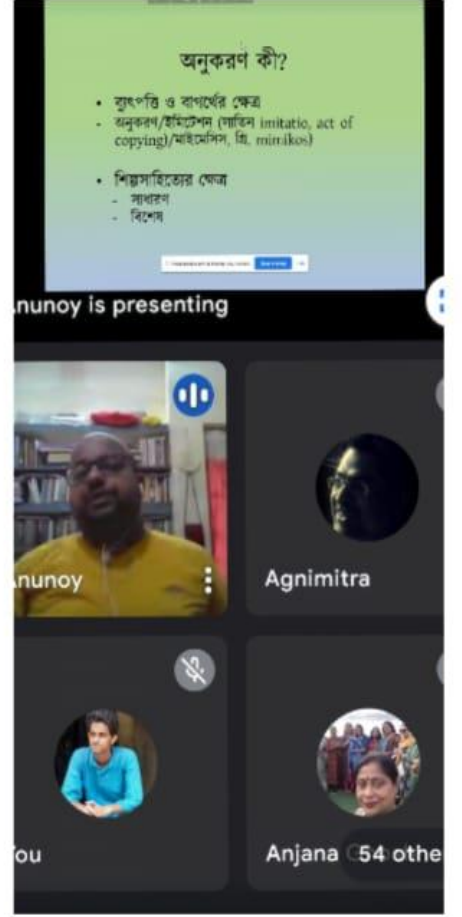 অনুকরণ কী?
• ব্যুৎপত্তি ও বাগর্থের ক্ষেত্র
- অনুকরণ/ইমিটেশন (লাতিন imitatio, act of
copying)/মাইমেসিস, গ্রি. mimikos)
• শিল্পসাহিত্যের ক্ষেত্র
- সাধারণ
- বিশেষ
nunoy is presenting
nunoy
Agnimitra
ou
Anjana
54 othe